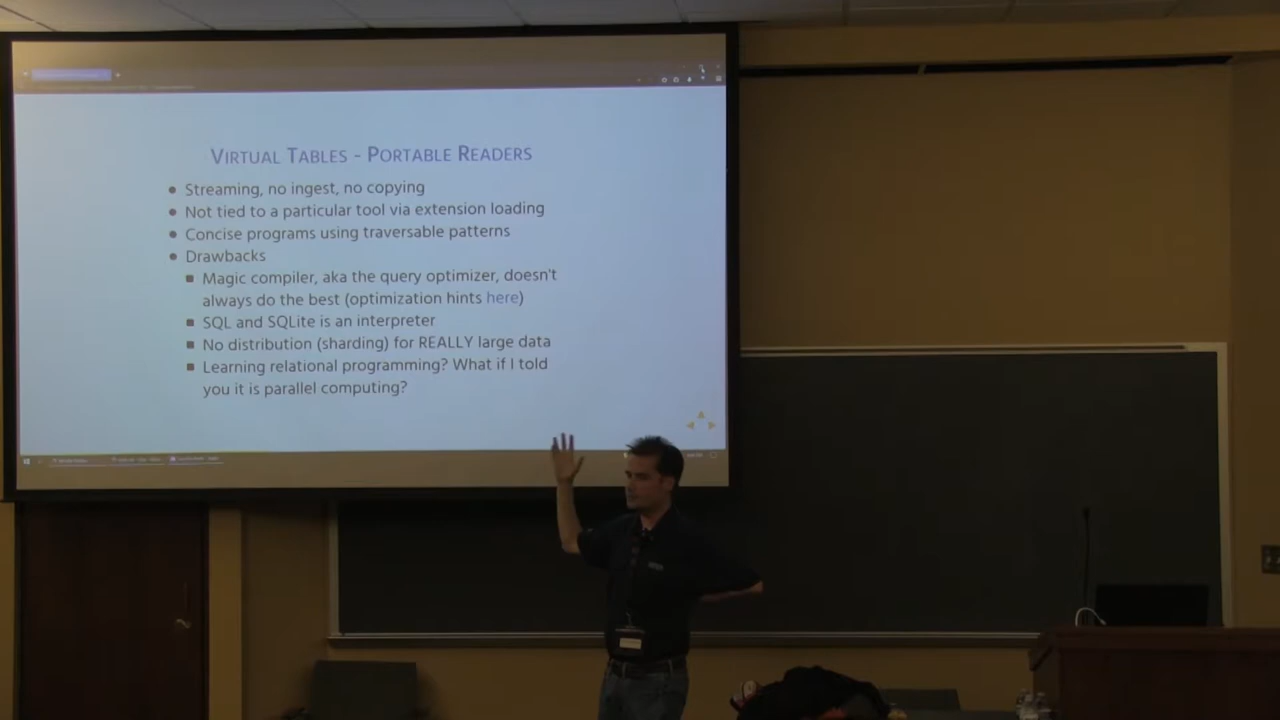 Virtual Tables - Portable Readers
Streaming, no ingest, no copying
Not tied to a particular tool via extension loading
Concise programs using traversable patterns
Drawbacks
Magic compiler, aka the query optimizer, doesn't
always do the best (optimization hints here)
SQL and SQLite is an interpreter
No distribution (sharding) for REALLY large data
Learning relational programming? What if I told
you it is parallel computing?